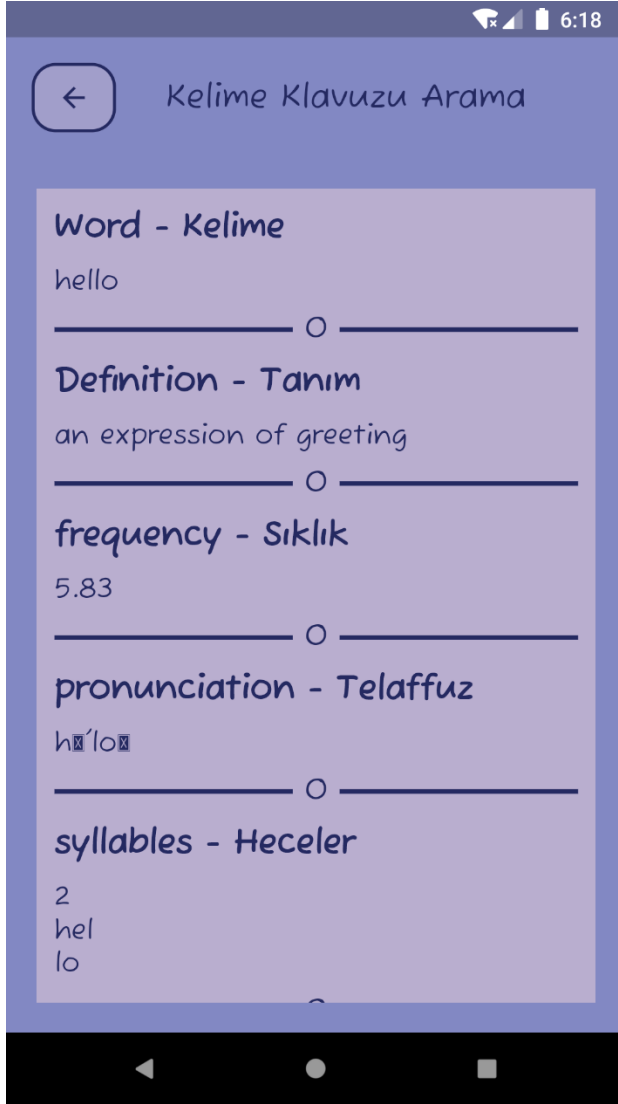 6:18
Kelime Klavuzu Arama
Word - Kelime
hello
Definition - Tanım
an expression of greeting
frequency - Sıklık
5.83
pronunciation - Telaffuz
syllables - Heceler
2
hel
lo